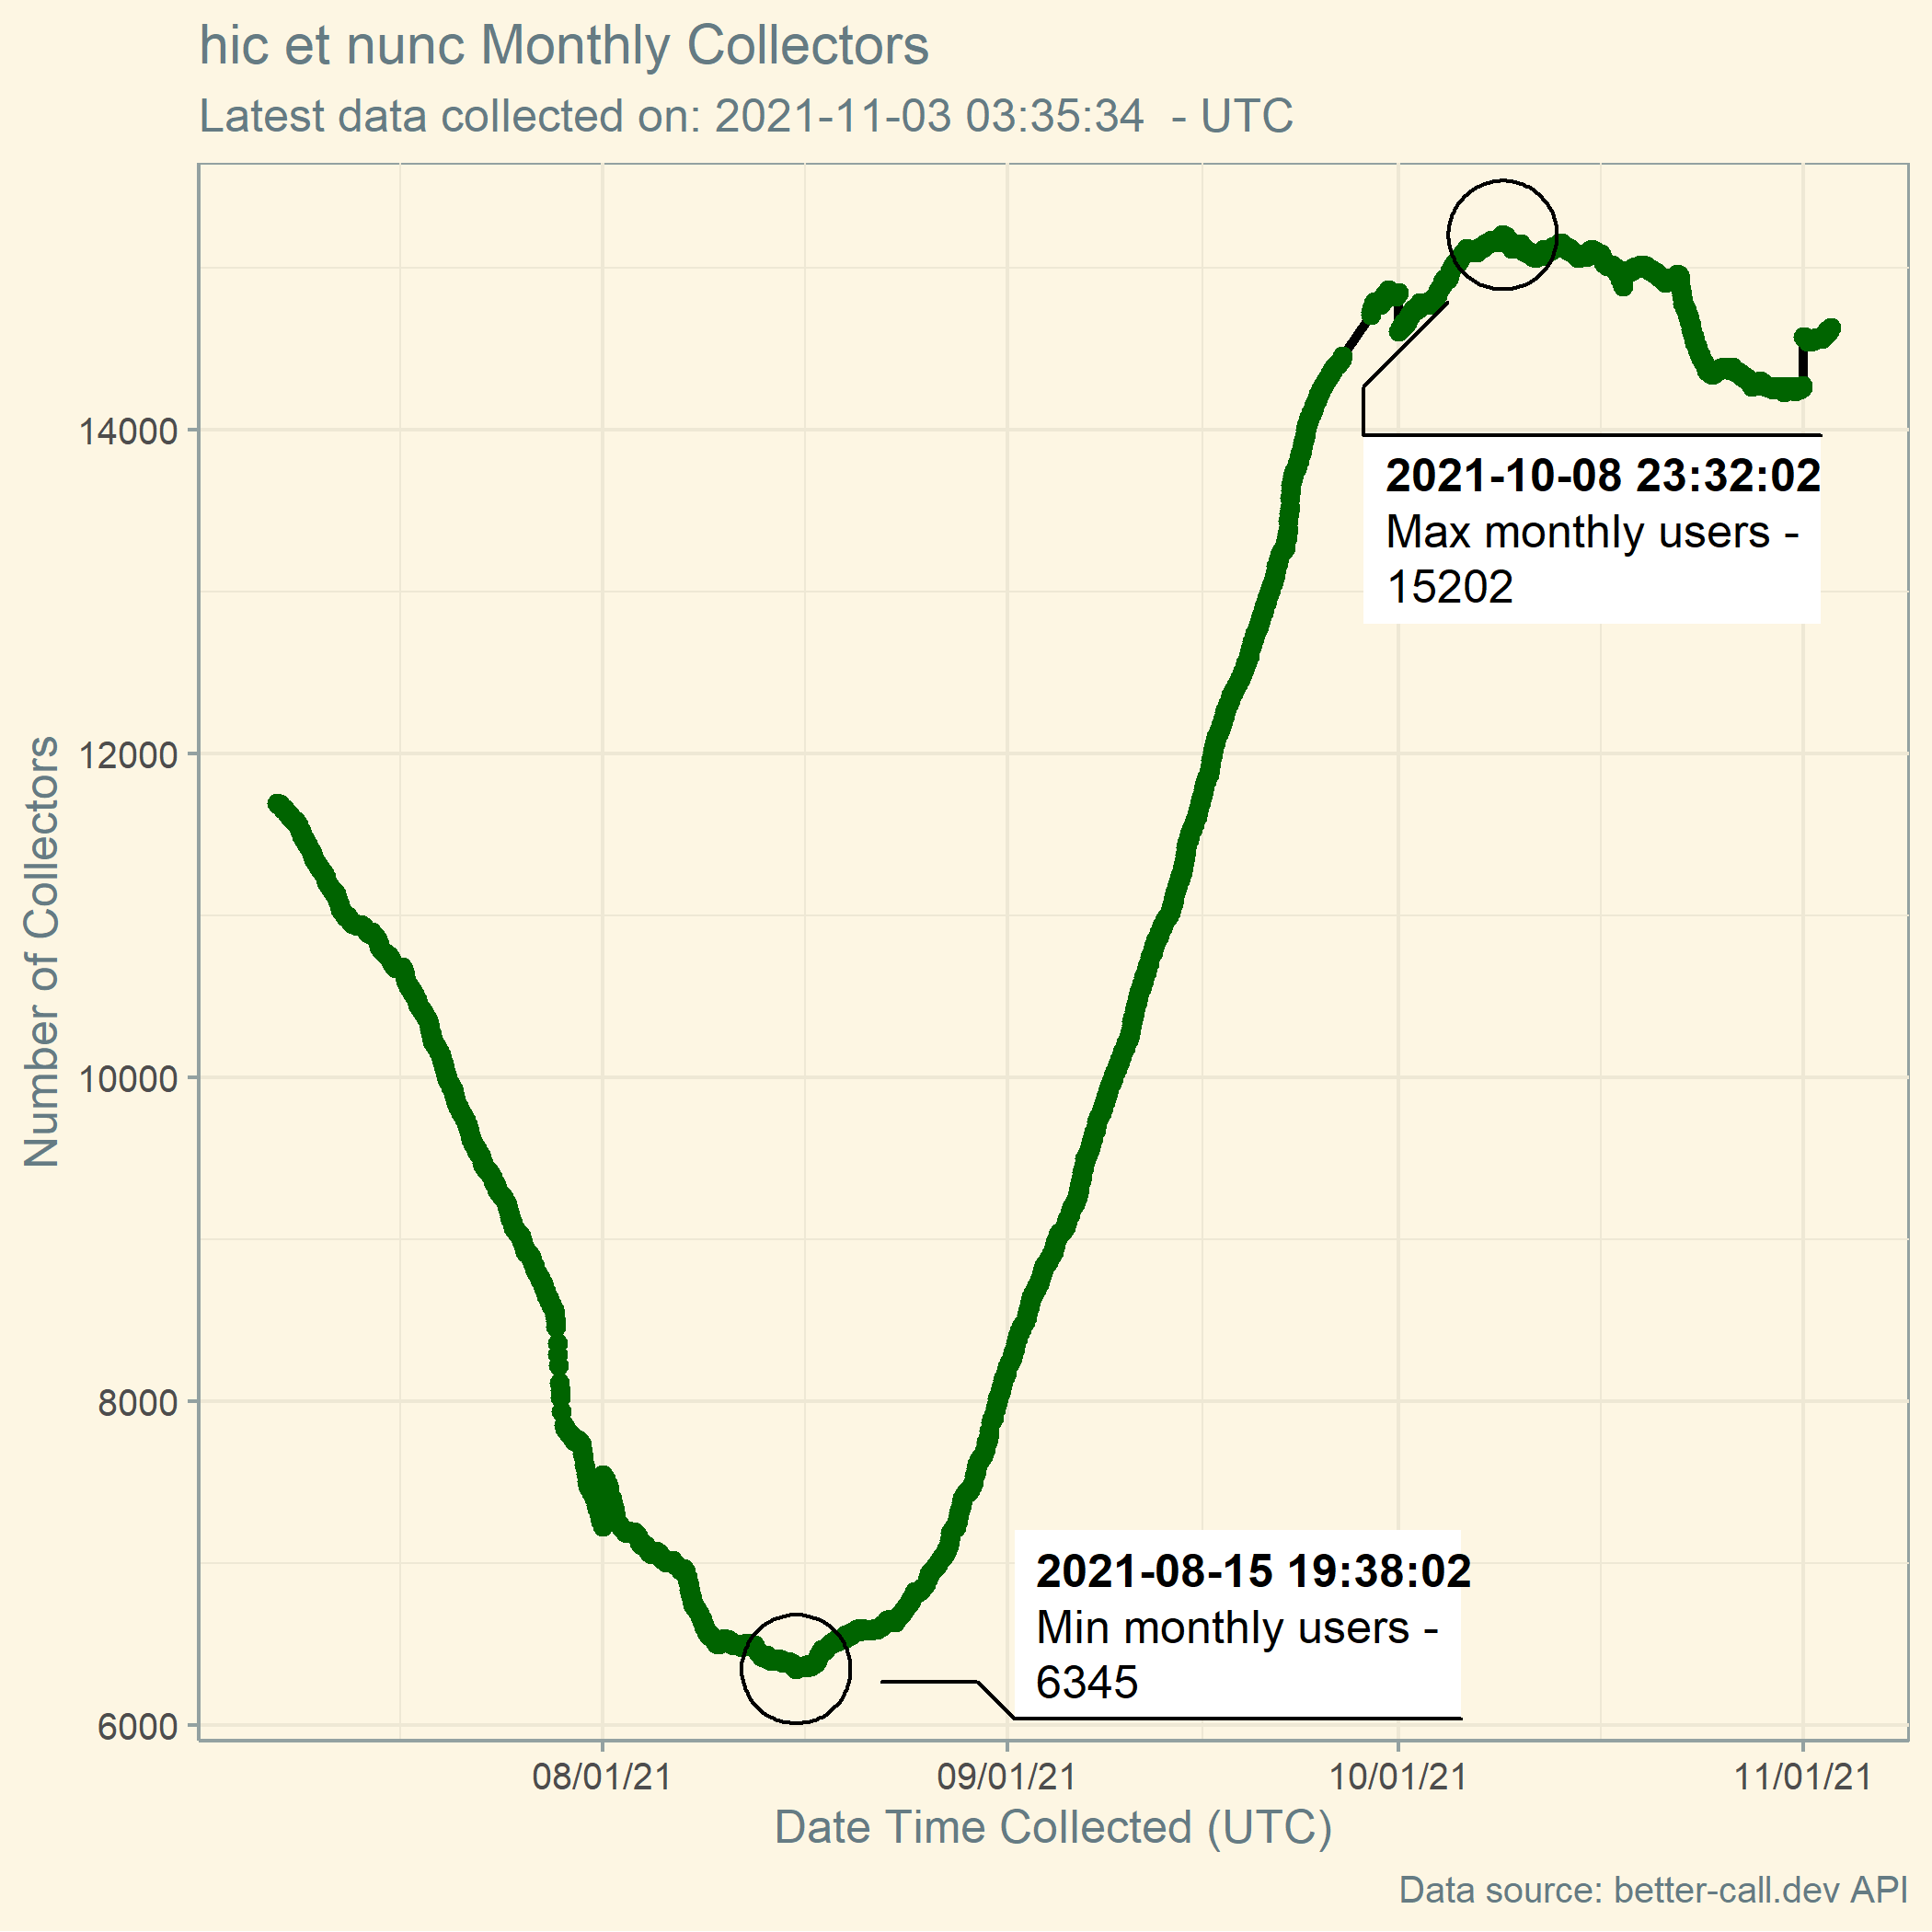 hic et nunc Monthly Collectors
Latest data collected on: 2021-11-03 03:35:34  - UTC
Number of Collectors
14000
12000
10000
8000
6000
2021-10-08 23:32:02
Max monthly users -
15202
2021-08-15 19:38:02
Min monthly users -
6345
08/01/21
09/01/21
10/01/21
11/01/21
Date Time Collected (UTC)
Data source: better-call.dev API